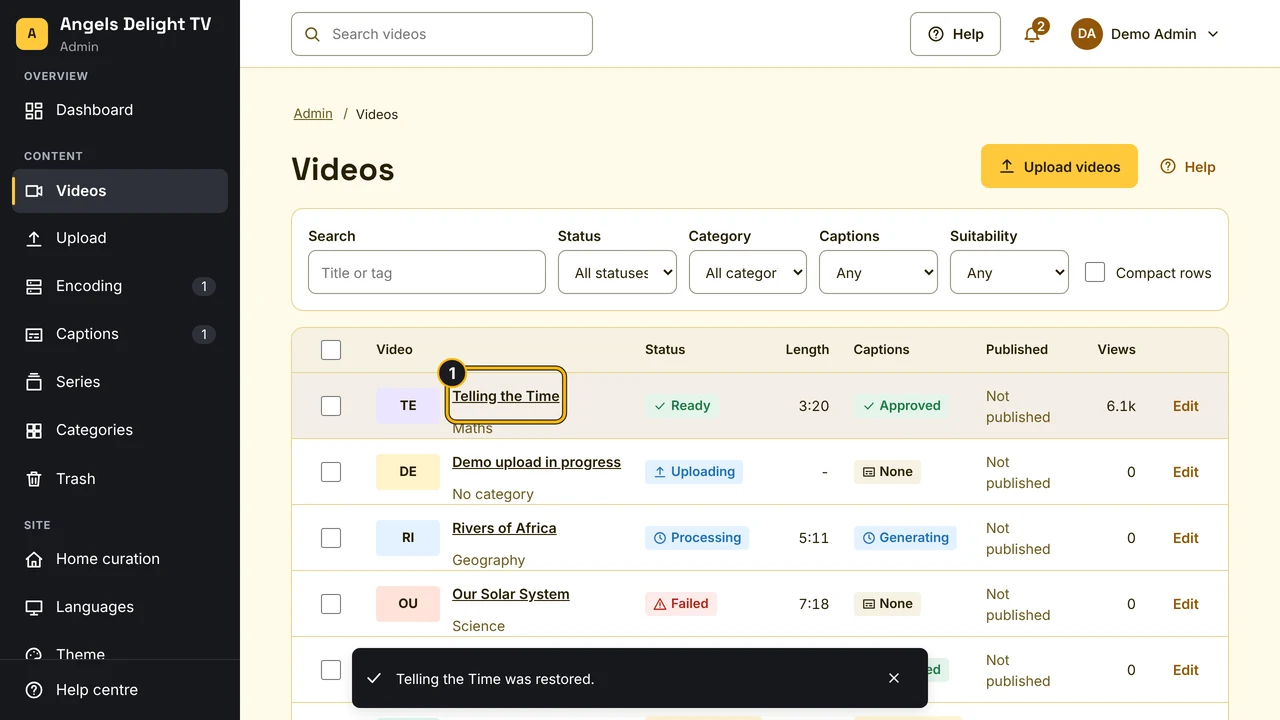 A
Angels Delight TV
Admin
OVERVIEW
Dashboard
CONTENT
Videos
Upload
Encoding 1
Captions 1
Series
Categories
Trash
SITE
Home curation
Languages
Theme
Help centre
Search videos
Help
2
DA Demo Admin
Admin / Videos
Videos
Upload videos
Help
Search Status Category Captions Suitability
Title or tag All statuses All categor Any Any Compact rows
Video Status Length Captions Published Views
1
TE Telling the Time Ready 3:20 Approved Not published 6.1k Edit
Maths
DE Demo upload in progress Uploading - None Not published 0 Edit
No category
RI Rivers of Africa Processing 5:11 Generating Not published 0 Edit
Geography
OU Our Solar System Failed 7:18 None Not published 0 Edit
Science
ed Not published 0 Edit
Telling the Time was restored.